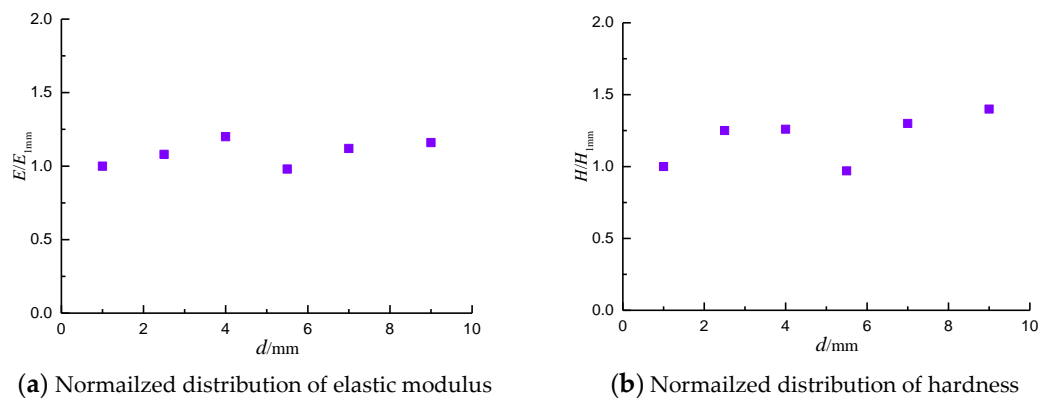 2.0
1.5
1.0
0.5
0.0
E/E1mm
0 2 4 6 8 10
d/mm
(a) Normailzed distribution of elastic modulus
2.0
1.5
1.0
0.5
0.0
H/H1mm
0 2 4 6 8 10
d/mm
(b) Normailzed distribution of hardness